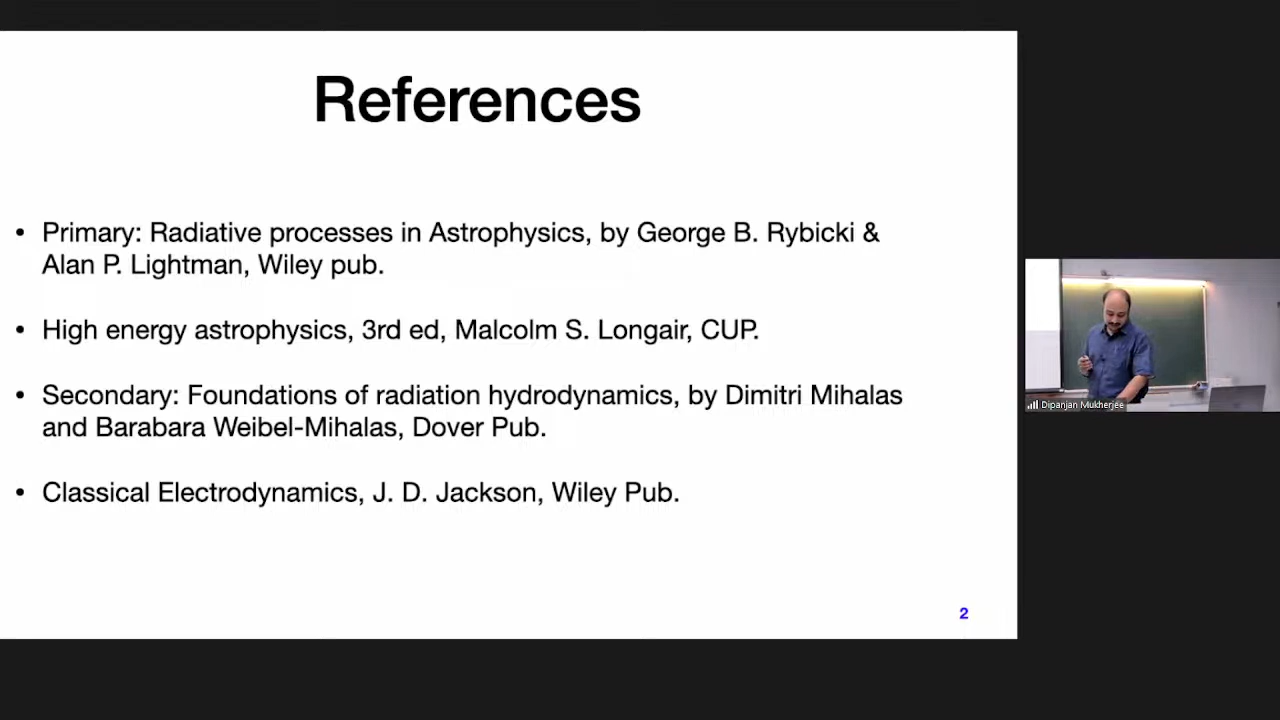 References
• Primary: Radiative processes in Astrophysics, by George B. Rybicki &
Alan P. Lightman, Wiley pub.
• High energy astrophysics, 3rd ed, Malcolm S. Longair, CUP.
• Secondary: Foundations of radiation hydrodynamics, by Dimitri Mihalas
and Barabara Weibel-Mihalas, Dover Pub.
• Classical Electrodynamics, J. D. Jackson, Wiley Pub.
2
Dipanjan Mukherjee